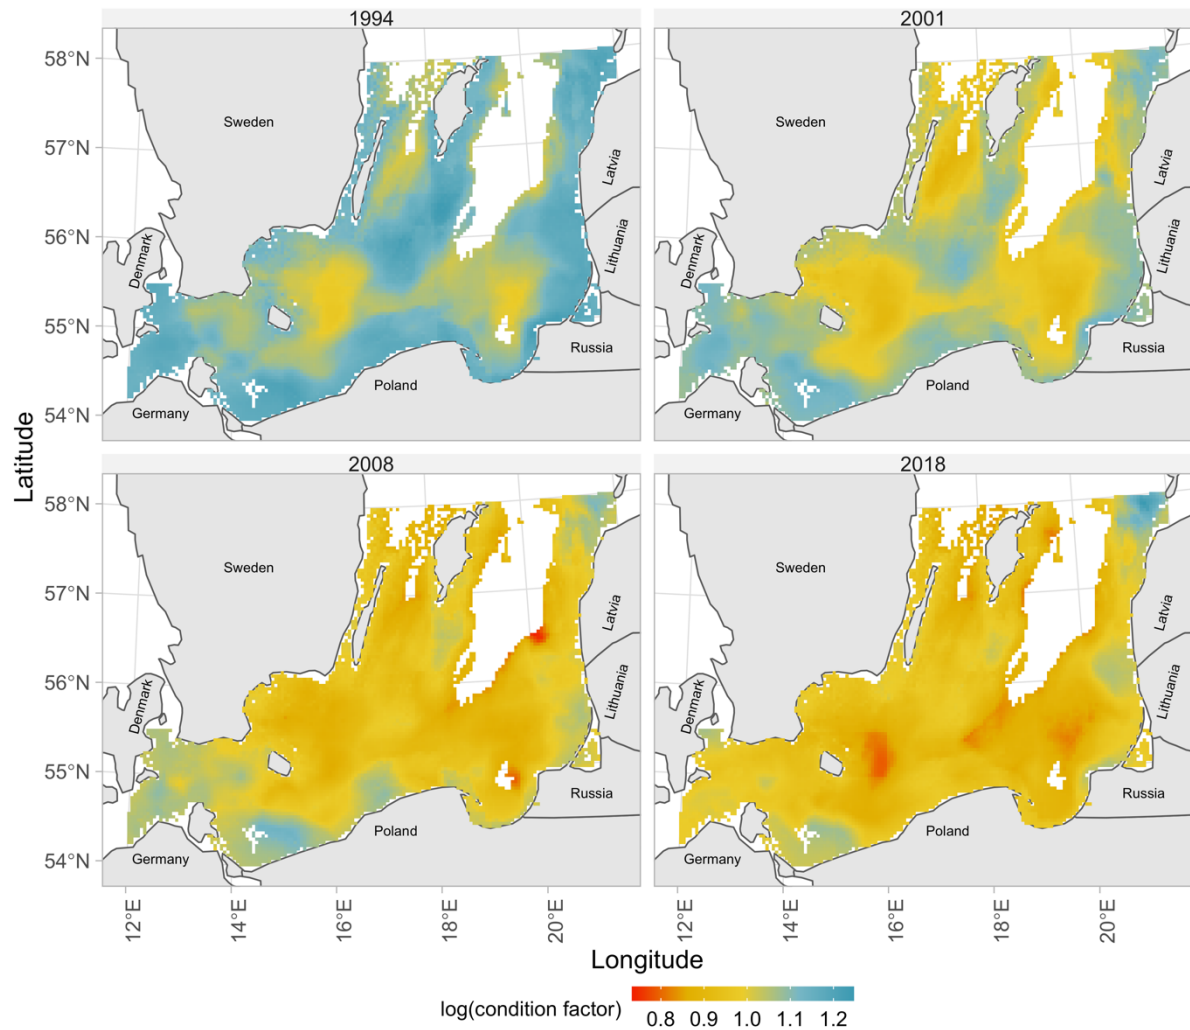 1994
2001
58°N
57°N
56°N
55°N
54°N
Sweden
Denmark
Germany
Poland
Russia
Lithuania
Latvia
Sweden
Denmark
Germany
Poland
Russia
Lithuania
Latvia
2008
2018
58°N
57°N
56°N
55°N
54°N
Sweden
Denmark
Germany
Poland
Russia
Lithuania
Latvia
Sweden
Denmark
Germany
Poland
Russia
Lithuania
Latvia
Latitude
12°E 14°E 16°E 18°E 20°E
12°E 14°E 16°E 18°E 20°E
Longitude
log(condition factor)
0.8 0.9 1.0 1.1 1.2